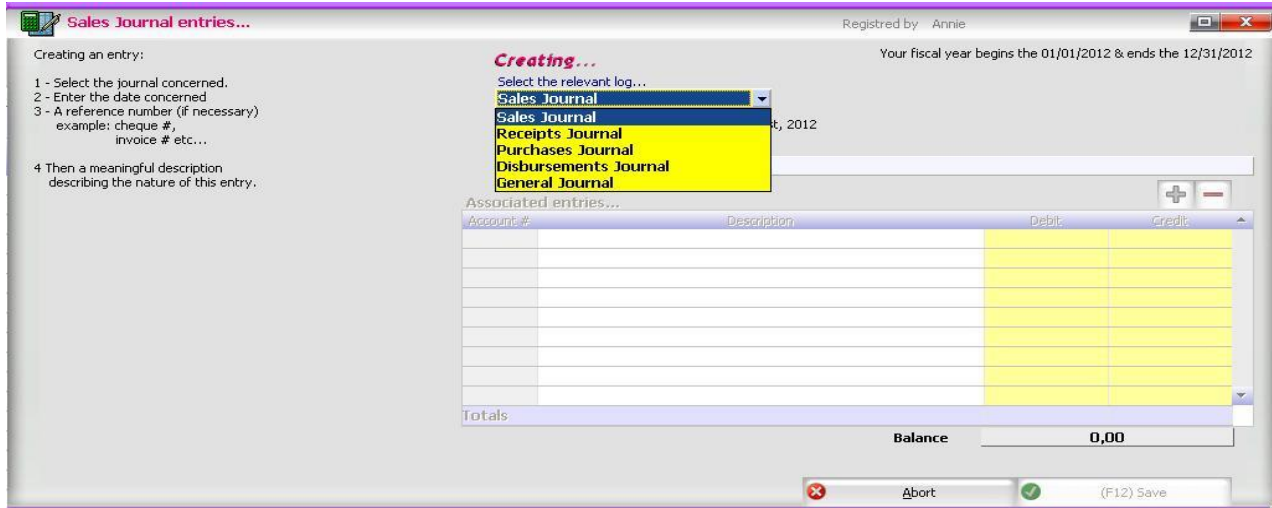 Sales Journal entries...
Registred by Annie
Creating an entry:
1 - Select the journal concerned.
2 - Enter the date concerned
3 - A reference number (if necessary)
example: cheque #,
invoice # etc...
4 Then a meaningful description
describing the nature of this entry.
Creating...
Your fiscal year begins the 01/01/2012 & ends the 12/31/2012
Select the relevant log...
Sales Journal
Sales Journal
Receipts Journal
Purchases Journal
Disbursements Journal
General Journal
, 2012
Associated entries...
Account # Description Debit Credit
Totals
Balance 0,00
Abort (F12) Save